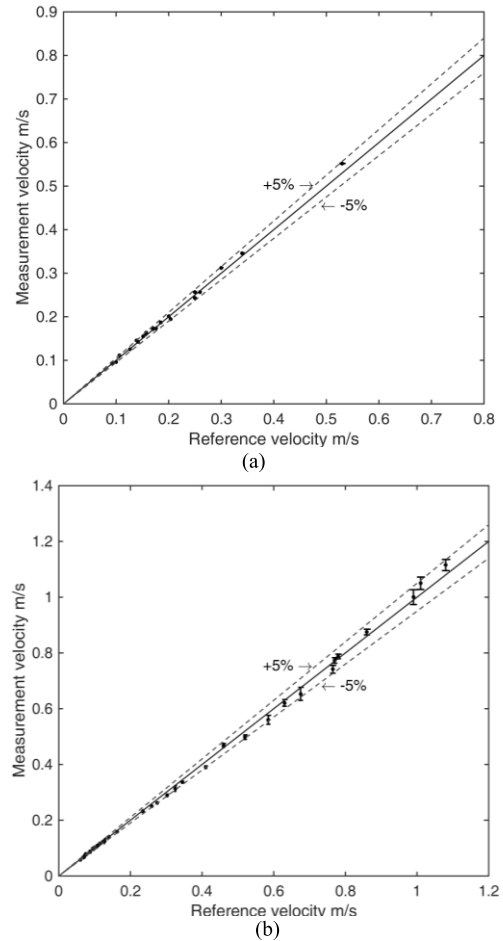 0.9
0.8
0.7
0.6
0.5
0.4
0.3
0.2
0.1
0
Measurement velocity m/s
+5%
-5%
0 0.1 0.2 0.3 0.4 0.5 0.6 0.7 0.8
Reference velocity m/s
(a)
1.4
1.2
1
0.8
0.6
0.4
0.2
0
Measurement velocity m/s
+5%
-5%
0 0.2 0.4 0.6 0.8 1 1.2
Reference velocity m/s
(b)